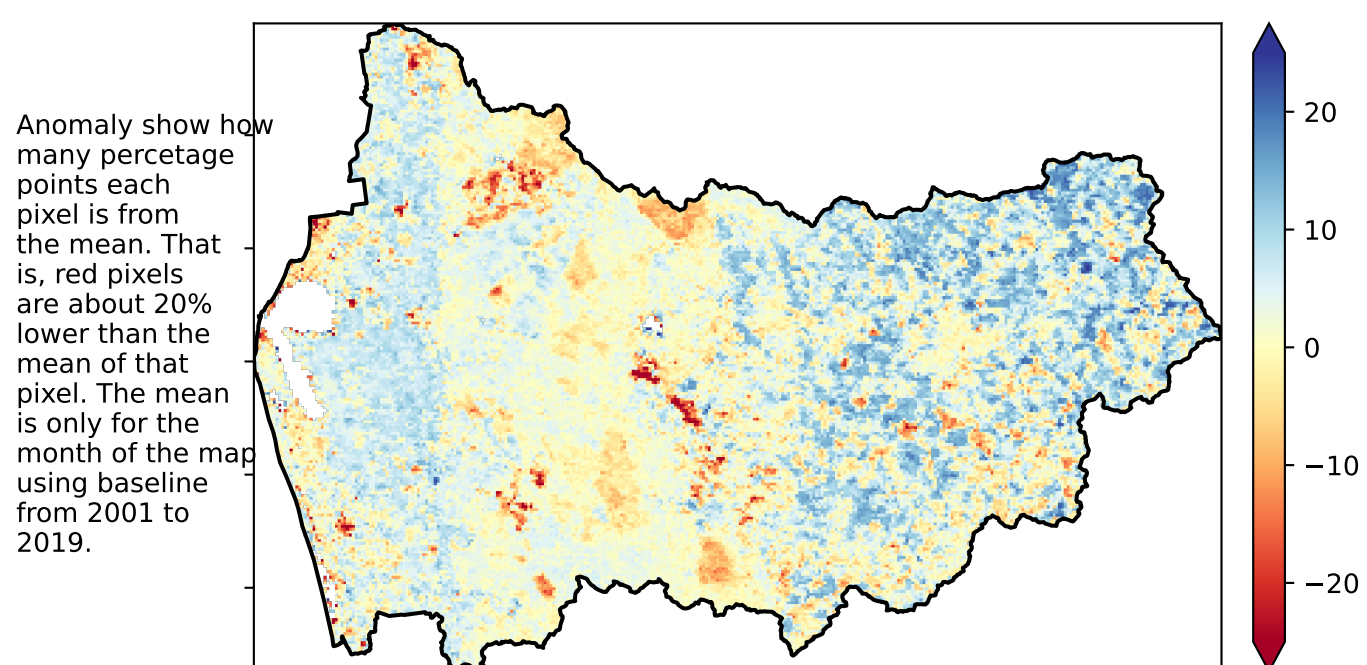 Anomaly show how
many percetage
points each
pixel is from
the mean. That
is, red pixels
are about 20%
lower than the
mean of that
pixel. The mean
is only for the
month of the map
using baseline
from 2001 to
2019.
20
10
0
−10
−20